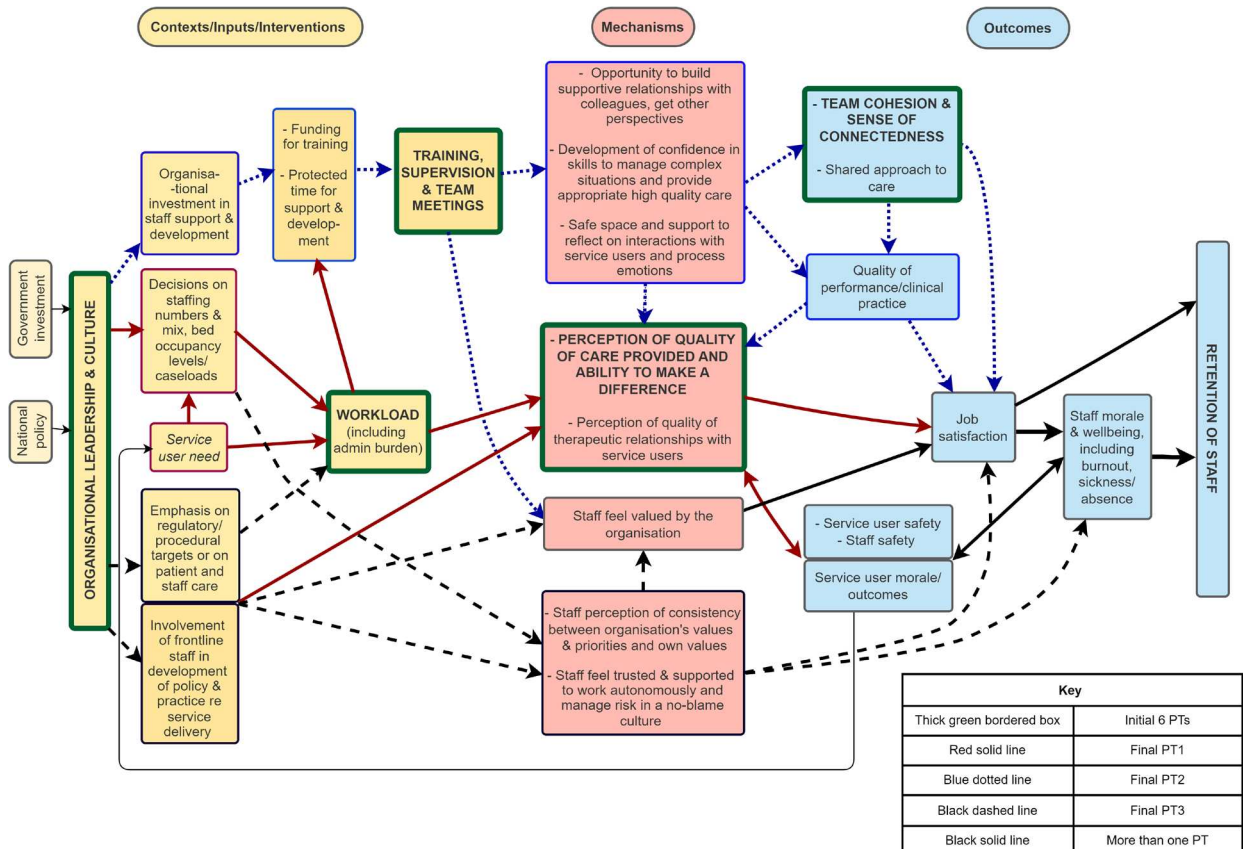 Contexts/Inputs/Interventions
Mechanisms
Outcomes
Government
investment
National
policy
ORGANISATIONAL LEADERSHIP & CULTURE
Organisa-
-ational
investment in
staff support &
development
- Funding
for training
- Protected
time for
support &
develop-
ment
TRAINING,
SUPERVISION
& TEAM
MEETINGS
Decisions on
staffing
numbers &
mix, bed
occupancy
levels/
caseloads
Service
user need
WORKLOAD
(including
admin burden)
Emphasis on
regulatory/
procedural
targets or on
patient and
staff care
Involvement of
frontline
staff in
development
of policy &
practice re
service
delivery
- Opportunity to build
supportive relationships with
colleagues, get other
perspectives
- Development of confidence in
skills to manage complex
situations and provide
appropriate high quality care
- Safe space and support to
reflect on interactions with
service users and process
emotions
- PERCEPTION OF QUALITY
OF CARE PROVIDED AND
ABILITY TO MAKE A
DIFFERENCE
- Perception of quality of
therapeutic relationships with
service users
Staff feel valued by the
organisation
- Staff perception of consistency
between organisation's values
& priorities and own values
- Staff feel trusted & supported
to work autonomously and
manage risk in a no-blame
culture
- TEAM COHESION &
SENSE OF
CONNECTEDNESS
- Shared approach to
care
Quality of
performance/clinical
practice
Job
satisfaction
- Service user safety
- Staff safety
Service user morale/
outcomes
Staff morale
& wellbeing,
including
burnout,
sickness/
absence
RETENTION OF STAFF
Key
Thick green bordered box Initial 6 PTs
Red solid line Final PT1
Blue dotted line Final PT2
Black dashed line Final PT3
Black solid line More than one PT